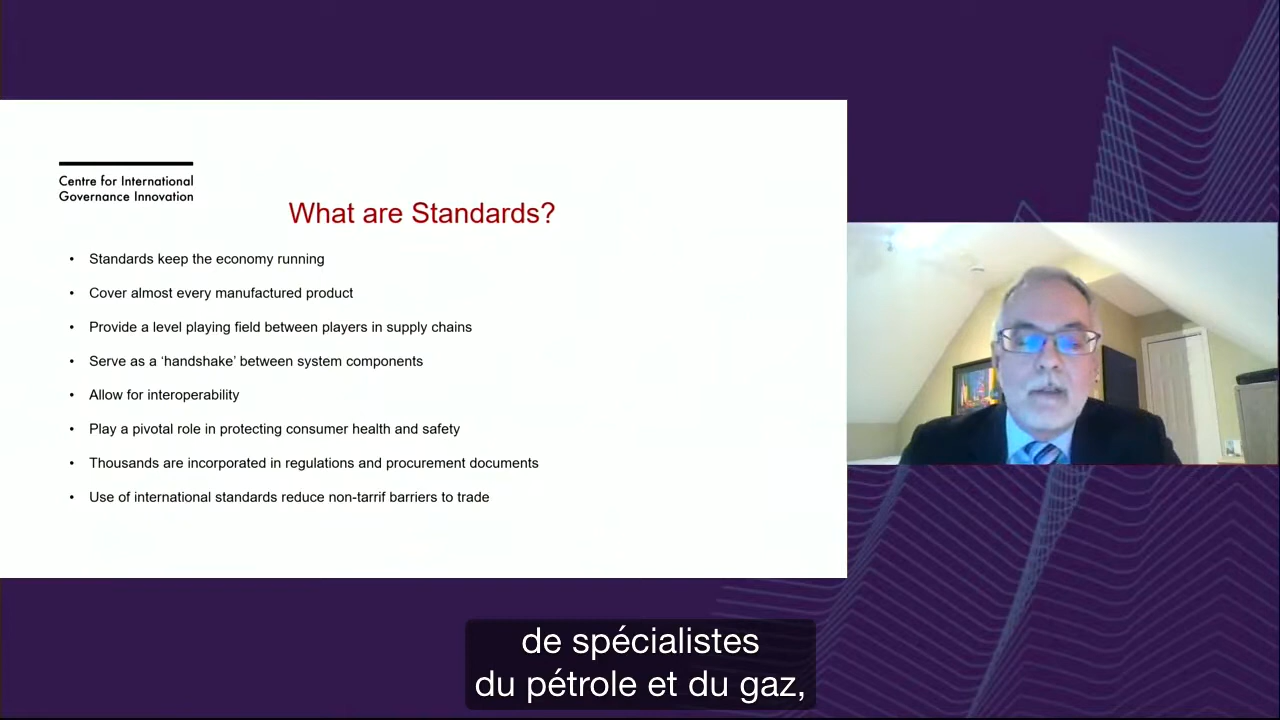 Centre for International
Governance Innovation
What are Standards?
• Standards keep the economy running
• Cover almost every manufactured product
• Provide a level playing field between players in supply chains
• Serve as a ‘handshake’ between system components
• Allow for interoperability
• Play a pivotal role in protecting consumer health and safety
• Thousands are incorporated in regulations and procurement documents
• Use of international standards reduce non-tarrif barriers to trade
de spécialistes
du pétrole et du gaz,